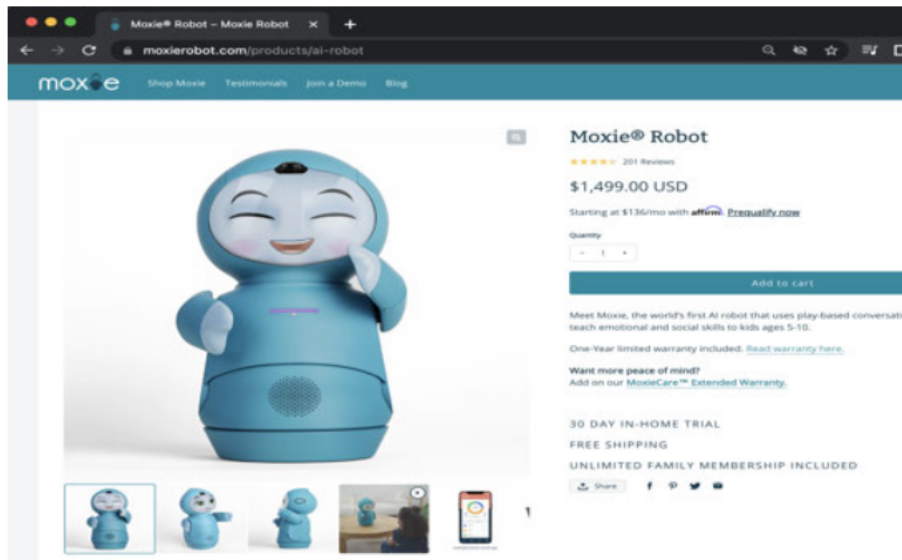 Moxie® Robot – Moxie Robot
moxierobot.com/products/ai-robot
moxie
Shop Moxie
Testimonials
Join a Demo
Blog
Moxie® Robot
201 Reviews
$1,499.00 USD
Starting at $136/mo with affirm. Prequalify now
Quantity
- 1 +
Add to cart
Meet Moxie, the world's first AI robot that uses play-based
teach emotional and social skills to kids ages 5-10.
One-Year limited warranty included. Read warranty here.
Want more peace of mind?
Add on our MoxieCare™ Extended Warranty.
30 DAY IN-HOME TRIAL
FREE SHIPPING
UNLIMITED FAMILY MEMBERSHIP INCLUDED
Share